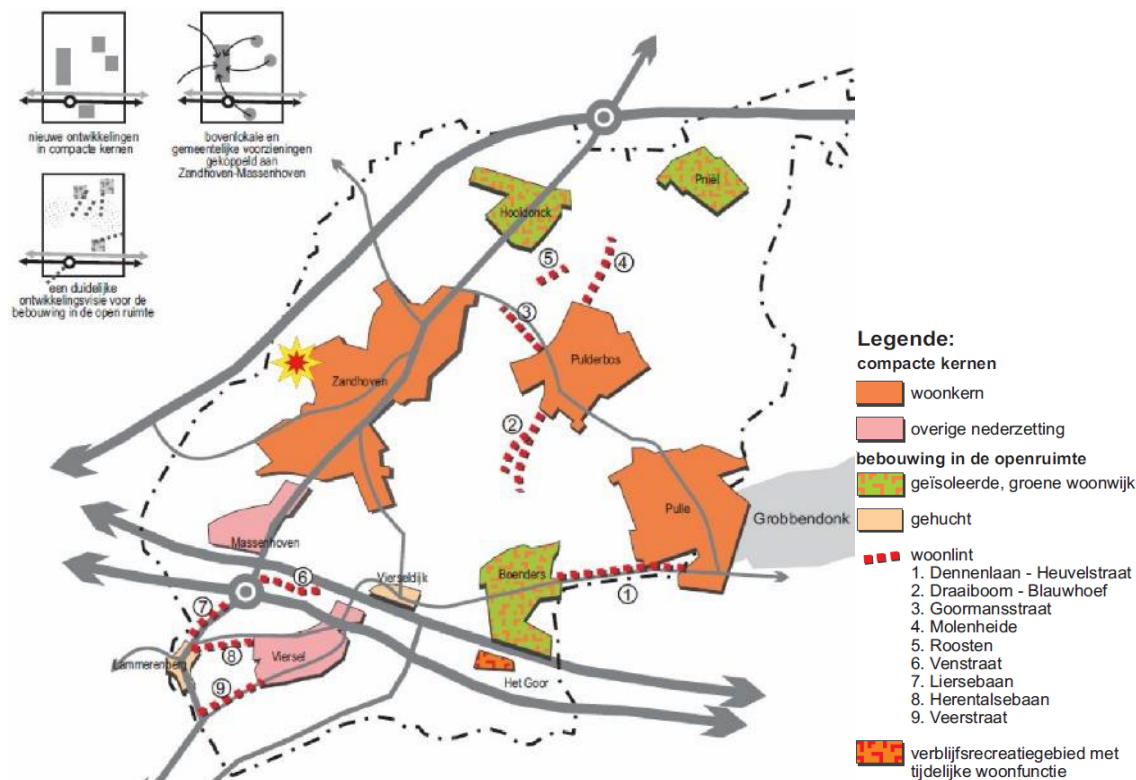 nieuwe ontwikkelingen
in compacte kernen
bovenlokale en
gemeentelijke voorzieningen
gekoppeld aan
Zandhoven-Massenhoven
een duidelijke
ontwikkelingsvisie voor de
bebouwing in de open ruimte
Pniël
Hooidonck
5
4
3
Pulderbos
Zandhoven
2
Pulle
Grobbendonk
Massenhoven
Vierseldijk
Boenders
6
1
7
Lammerenberg
8
Viersel
9
Het Goor
Legende:
compacte kernen
woonkern
overige nederzetting
bebouwing in de openruimte
geïsoleerde, groene woonwijk
gehucht
woonlint
1. Dennenlaan - Heuvelstraat
2. Draaiboom - Blauwhoef
3. Goormansstraat
4. Molenheide
5. Roosten
6. Venstraat
7. Liersebaan
8. Herentalsebaan
9. Veerstraat
verblijfsrecreatiegebied met
tijdelijke woonfunctie